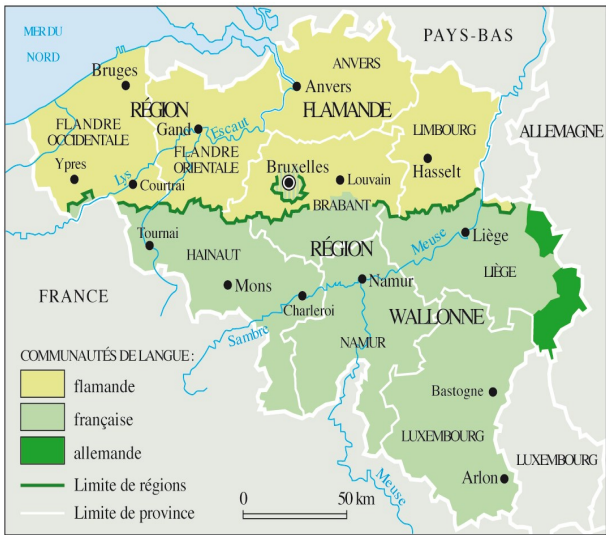 MER DU
NORD
PAYS-BAS
ANVERS
Bruges
Anvers
RÉGION
FLAMANDE
FLANDRE
OCCIDENTALE
Gand
Escaut
LIMBOURG
ALLEMAGNE
FLANDRE
ORIENTALE
Ypres
Lys
Courtrai
Bruxelles
Louvain
Hasselt
BRABANT
Tournai
HAINAUT
RÉGION
Meuse
Liège
LIÈGE
FRANCE
Mons
Charleroi
Namur
WALLONNE
Sambre
NAMUR
COMMUNAUTÉS DE LANGUE :
flamande
française
allemande
Limite de régions
Limite de province
0 50 km
Bastogne
LUXEMBOURG
LUXEMBOURG
Arlon
Meuse